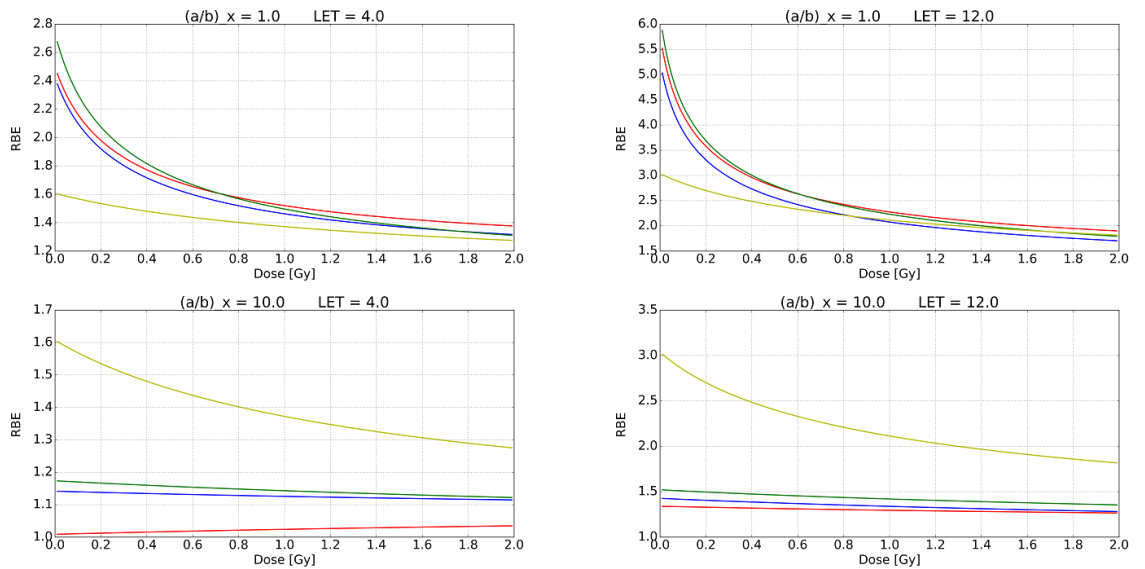 (a/b)_x = 1.0 LET = 4.0
2.8
2.6
2.4
2.2
2.0
1.8
1.6
1.4
1.2
RBE
0.0 0.2 0.4 0.6 0.8 1.0 1.2 1.4 1.6 1.8 2.0
Dose [Gy]
(a/b)_x = 1.0 LET = 12.0
6.0
5.5
5.0
4.5
4.0
3.5
3.0
2.5
2.0
1.5
RBE
0.0 0.2 0.4 0.6 0.8 1.0 1.2 1.4 1.6 1.8 2.0
Dose [Gy]
(a/b)_x = 10.0 LET = 4.0
1.7
1.6
1.5
1.4
1.3
1.2
1.1
1.0
RBE
0.0 0.2 0.4 0.6 0.8 1.0 1.2 1.4 1.6 1.8 2.0
Dose [Gy]
(a/b)_x = 10.0 LET = 12.0
3.5
3.0
2.5
2.0
1.5
1.0
RBE
0.0 0.2 0.4 0.6 0.8 1.0 1.2 1.4 1.6 1.8 2.0
Dose [Gy]